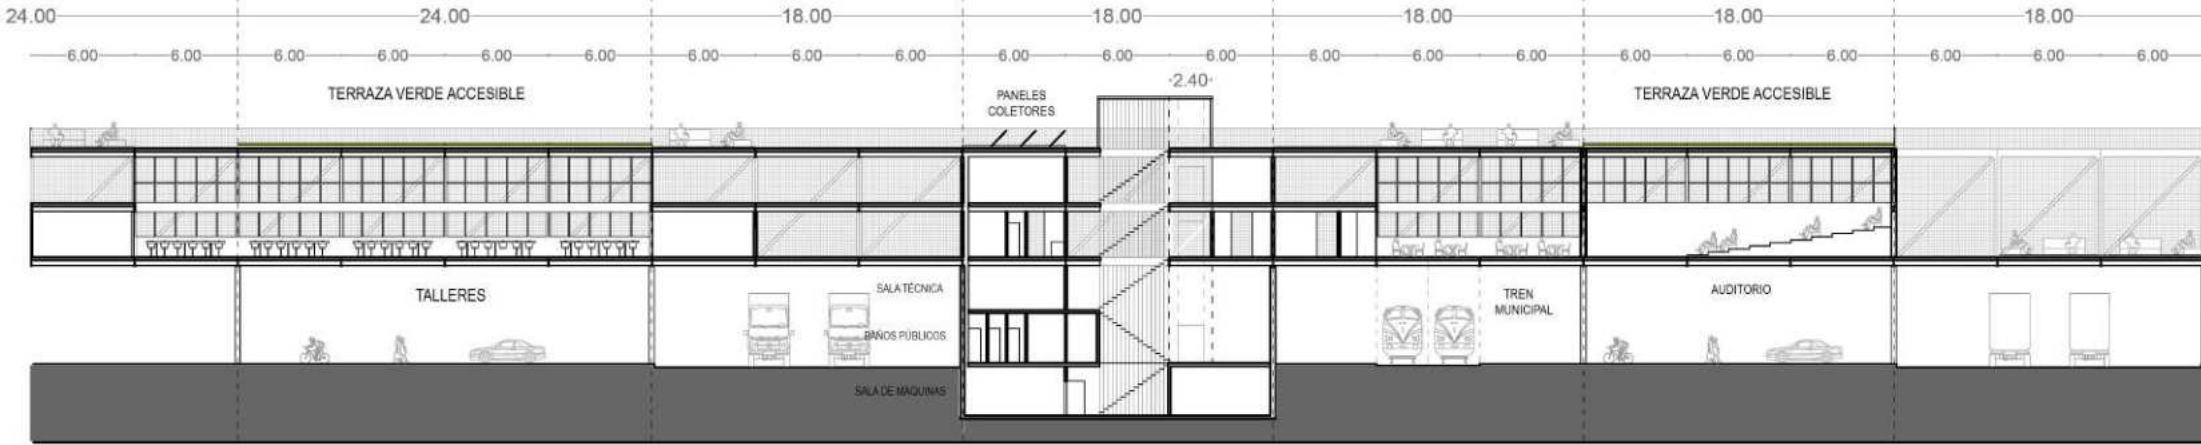 24.00 24.00 18.00 18.00 18.00 18.00 18.00
6.00 6.00 6.00 6.00 6.00 6.00 6.00 6.00 6.00 6.00 6.00 6.00 6.00 6.00 6.00 6.00 6.00 6.00 6.00 6.00 6.00
2.40
TERRAZA VERDE ACCESIBLE
PANELES
COLETORES
TERRAZA VERDE ACCESIBLE
TALLERES
SALA TÉCNICA
BAÑOS PÚBLICOS
SALA DE MAQUINAS
TREN
MUNICIPAL
AUDITORIO